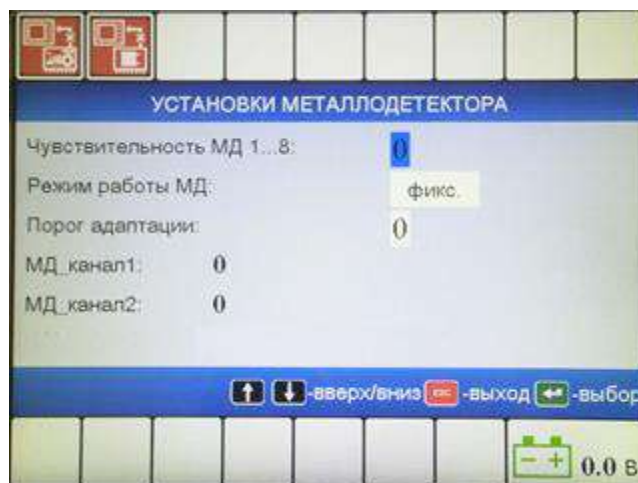 УСТАНОВКИ МЕТАЛЛОДЕТЕКТОРА
Чувствительность МД 1...8: 0
Режим работы МД: фикс.
Порог адаптации: 0
МД_канал1: 0
МД_канал2: 0
-вверх/вниз ESC -выход -выбор
0.0 В